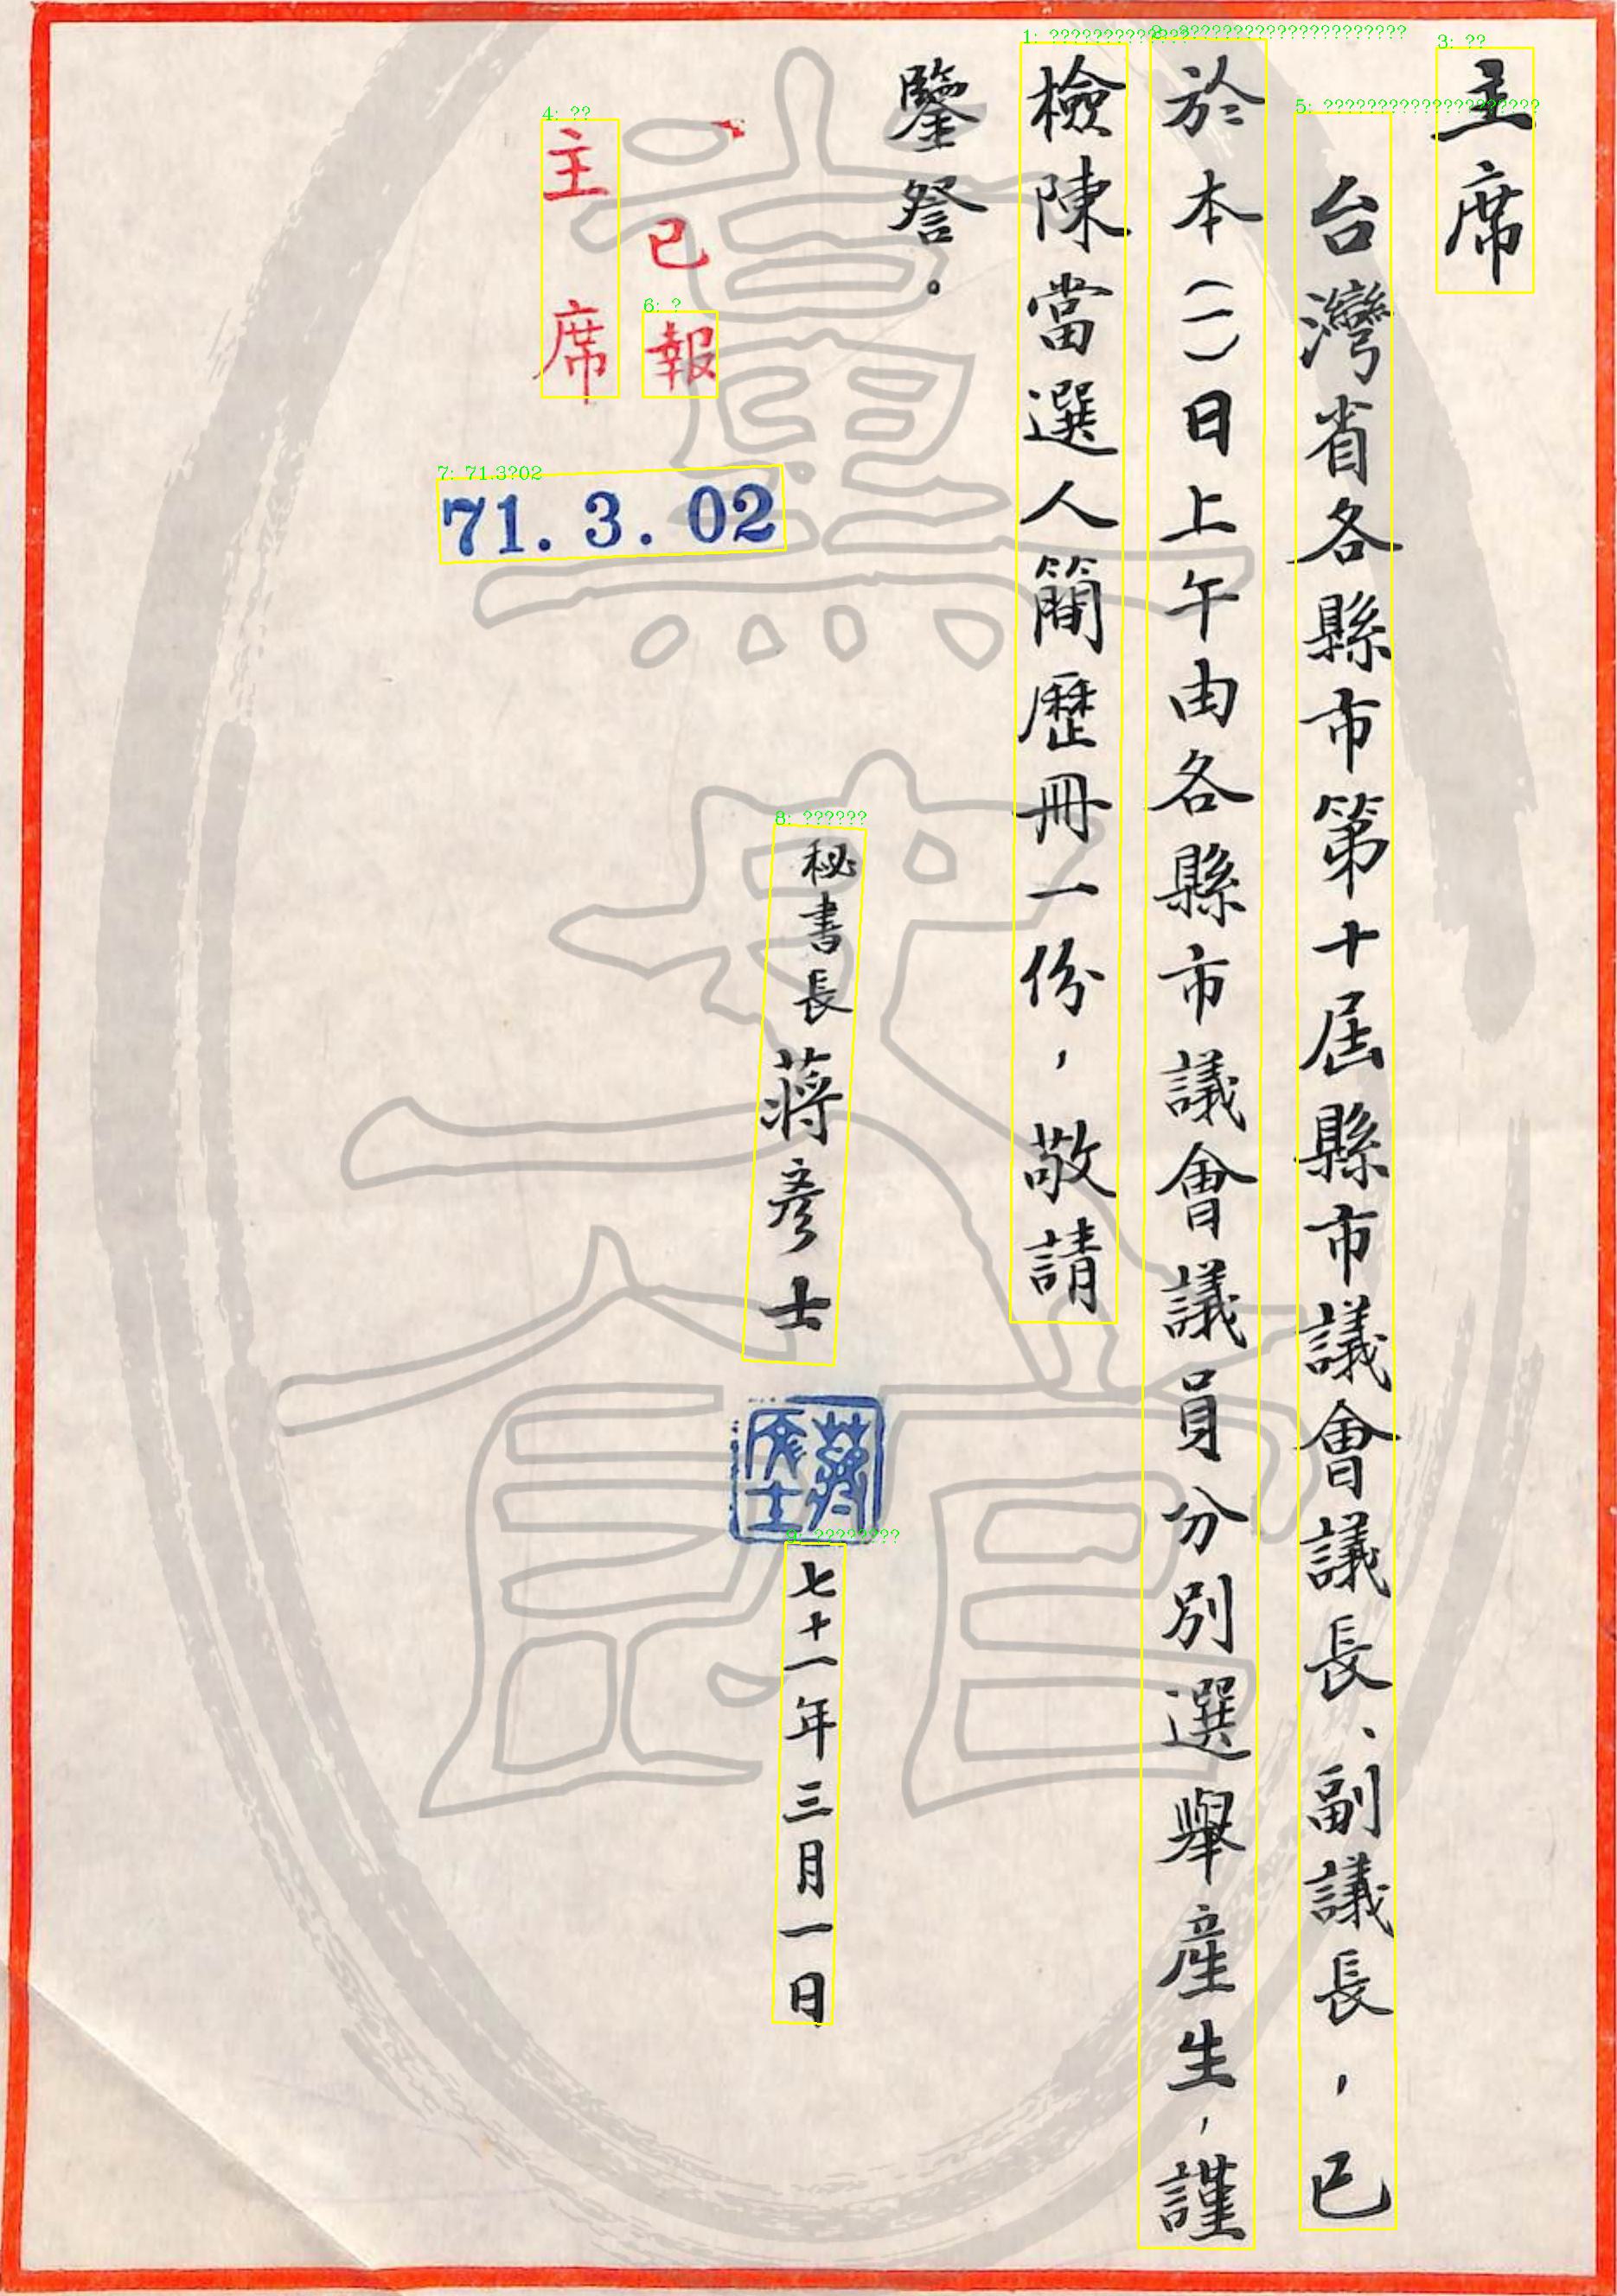 主席
台灣省各縣市第十屆縣市議會議長、副議長，已
於本(一)日上午由各縣市議會議員分別選舉產生，謹
檢陳當選人簡歷冊一份，敬請
鑒詧。
秘書長蔣彥士
蔣彥士
七十一年三月一日
已報
主席
71.3.02